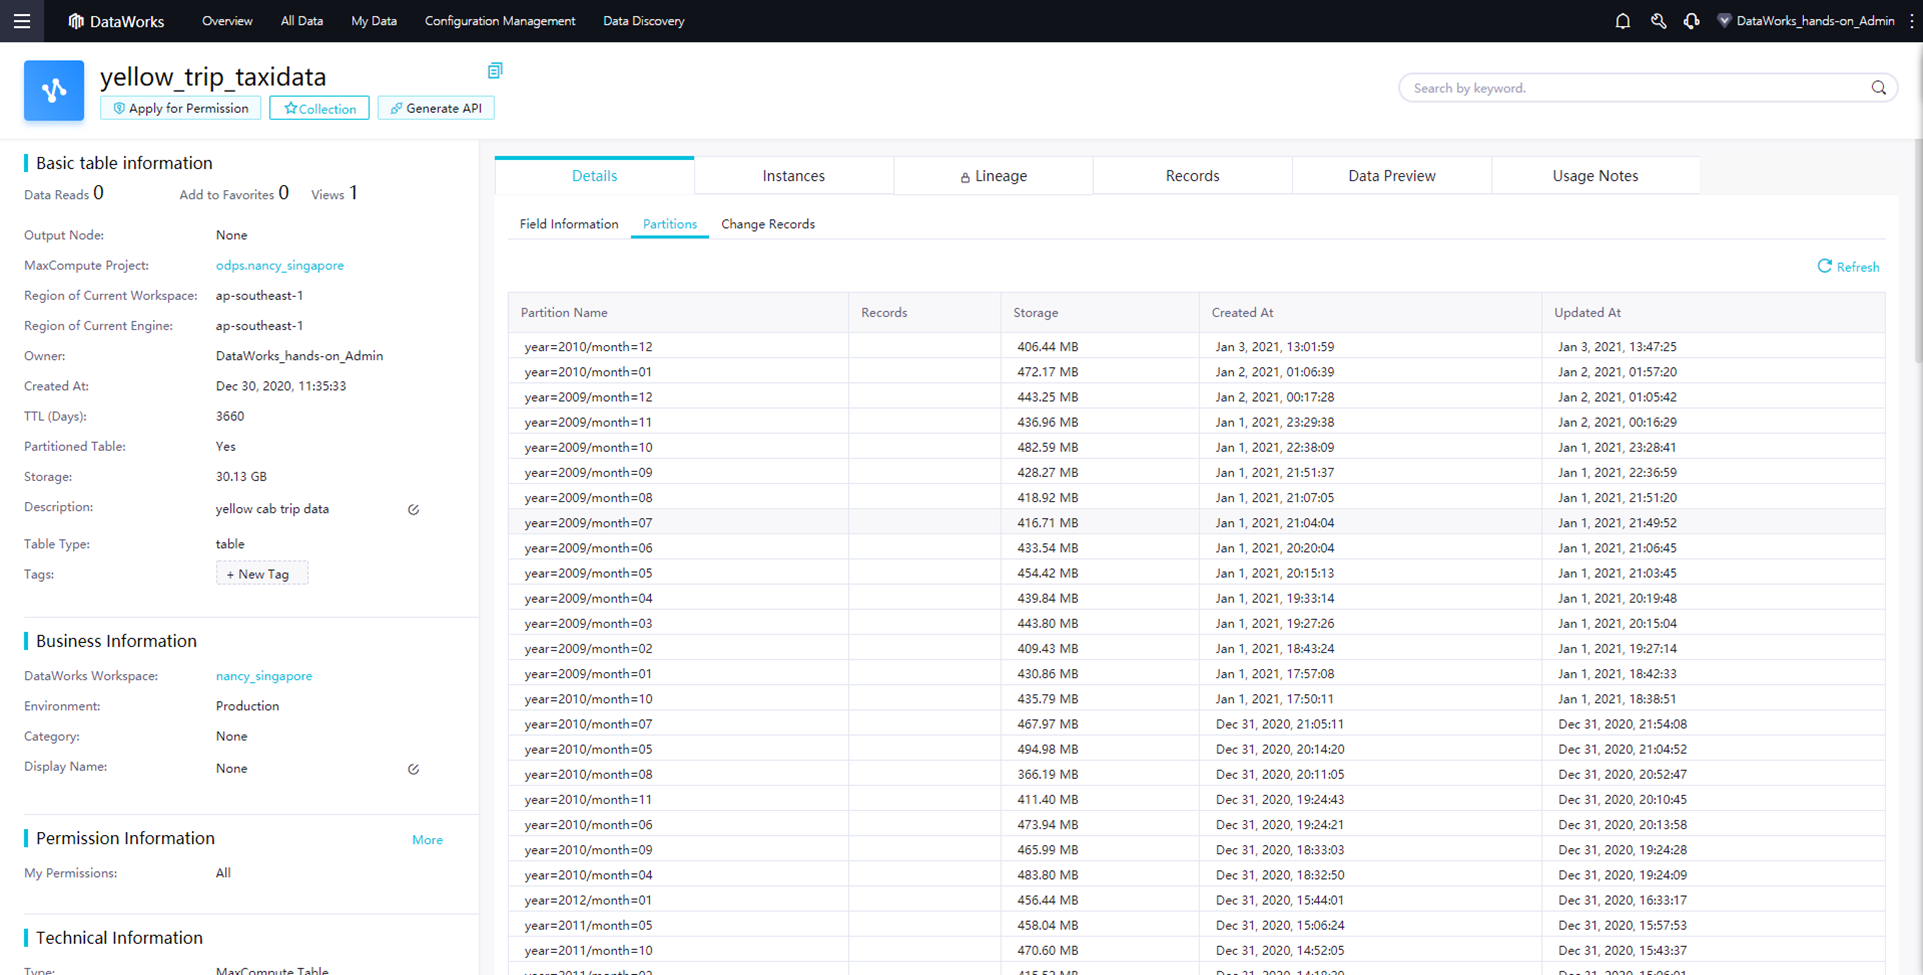 DataWorks Overview All Data My Data Configuration Management Data Discovery DataWorks_hands-on_Admin
yellow_trip_taxidata
Search by keyword.
Apply for Permission Collection Generate API
Basic table information
Data Reads 0 Add to Favorites 0 Views 1
Output Node: None
MaxCompute Project: odps.nancy_singapore
Region of Current Workspace: ap-southeast-1
Region of Current Engine: ap-southeast-1
Owner: DataWorks_hands-on_Admin
Created At: Dec 30, 2020, 11:35:33
TTL (Days): 3660
Partitioned Table: Yes
Storage: 30.13 GB
Description: yellow cab trip data
Table Type: table
Tags: + New Tag
Business Information
DataWorks Workspace: nancy_singapore
Environment: Production
Category: None
Display Name: None
Permission Information More
My Permissions: All
Technical Information
Type: MaxCompute Table
Details Instances Lineage Records Data Preview Usage Notes
Field Information Partitions Change Records
Refresh
Partition Name Records Storage Created At Updated At
year=2010/month=12 406.44 MB Jan 3, 2021, 13:01:59 Jan 3, 2021, 13:47:25
year=2010/month=01 472.17 MB Jan 2, 2021, 01:06:39 Jan 2, 2021, 01:57:20
year=2009/month=12 443.25 MB Jan 2, 2021, 00:17:28 Jan 2, 2021, 01:05:42
year=2009/month=11 436.96 MB Jan 1, 2021, 23:29:38 Jan 2, 2021, 00:16:29
year=2009/month=10 482.59 MB Jan 1, 2021, 22:38:09 Jan 1, 2021, 23:28:41
year=2009/month=09 428.27 MB Jan 1, 2021, 21:51:37 Jan 1, 2021, 22:36:59
year=2009/month=08 418.92 MB Jan 1, 2021, 21:07:05 Jan 1, 2021, 21:51:20
year=2009/month=07 416.71 MB Jan 1, 2021, 21:04:04 Jan 1, 2021, 21:49:52
year=2009/month=06 433.54 MB Jan 1, 2021, 20:20:04 Jan 1, 2021, 21:06:45
year=2009/month=05 454.42 MB Jan 1, 2021, 20:15:13 Jan 1, 2021, 21:03:45
year=2009/month=04 439.84 MB Jan 1, 2021, 19:33:14 Jan 1, 2021, 20:19:48
year=2009/month=03 443.80 MB Jan 1, 2021, 19:27:26 Jan 1, 2021, 20:15:04
year=2009/month=02 409.43 MB Jan 1, 2021, 18:43:24 Jan 1, 2021, 19:27:14
year=2009/month=01 430.86 MB Jan 1, 2021, 17:57:08 Jan 1, 2021, 18:42:33
year=2010/month=10 435.79 MB Jan 1, 2021, 17:50:11 Jan 1, 2021, 18:38:51
year=2010/month=07 467.97 MB Dec 31, 2020, 21:05:11 Dec 31, 2020, 21:54:08
year=2010/month=05 494.98 MB Dec 31, 2020, 20:14:20 Dec 31, 2020, 21:04:52
year=2010/month=08 366.19 MB Dec 31, 2020, 20:11:05 Dec 31, 2020, 20:52:47
year=2010/month=11 411.40 MB Dec 31, 2020, 19:24:43 Dec 31, 2020, 20:10:45
year=2010/month=06 473.94 MB Dec 31, 2020, 19:24:21 Dec 31, 2020, 20:13:58
year=2010/month=09 465.99 MB Dec 31, 2020, 18:33:03 Dec 31, 2020, 19:24:28
year=2010/month=04 483.80 MB Dec 31, 2020, 18:32:50 Dec 31, 2020, 19:24:09
year=2012/month=01 456.44 MB Dec 31, 2020, 15:44:01 Dec 31, 2020, 16:33:17
year=2011/month=05 458.04 MB Dec 31, 2020, 15:06:24 Dec 31, 2020, 15:57:53
year=2011/month=10 470.60 MB Dec 31, 2020, 14:52:05 Dec 31, 2020, 15:43:37